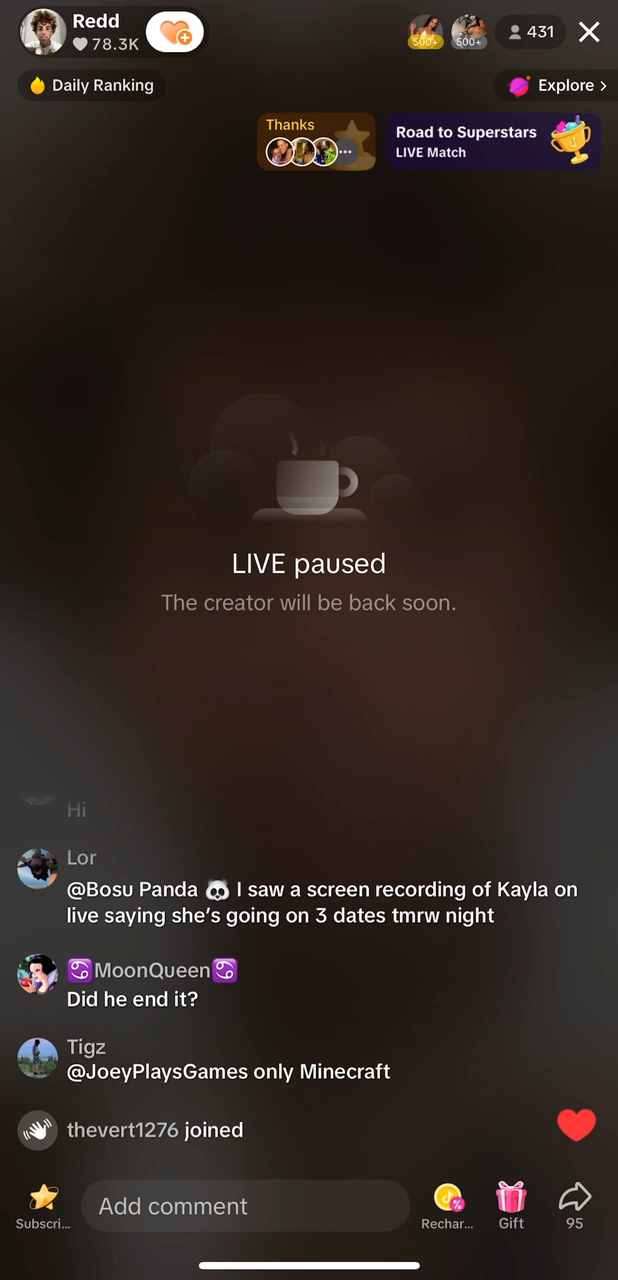 Redd
78.3K
500+
500+
431
Daily Ranking
Explore >
Thanks
Road to Superstars
LIVE Match
LIVE paused
The creator will be back soon.
Hi
Lor
@Bosu Panda 🐼 I saw a screen recording of Kayla on
live saying she's going on 3 dates tmrw night
♋MoonQueen♋
Did he end it?
Tigz
@JoeyPlaysGames only Minecraft
thevert1276 joined
Subscri...
Add comment
Rechar...
Gift
95